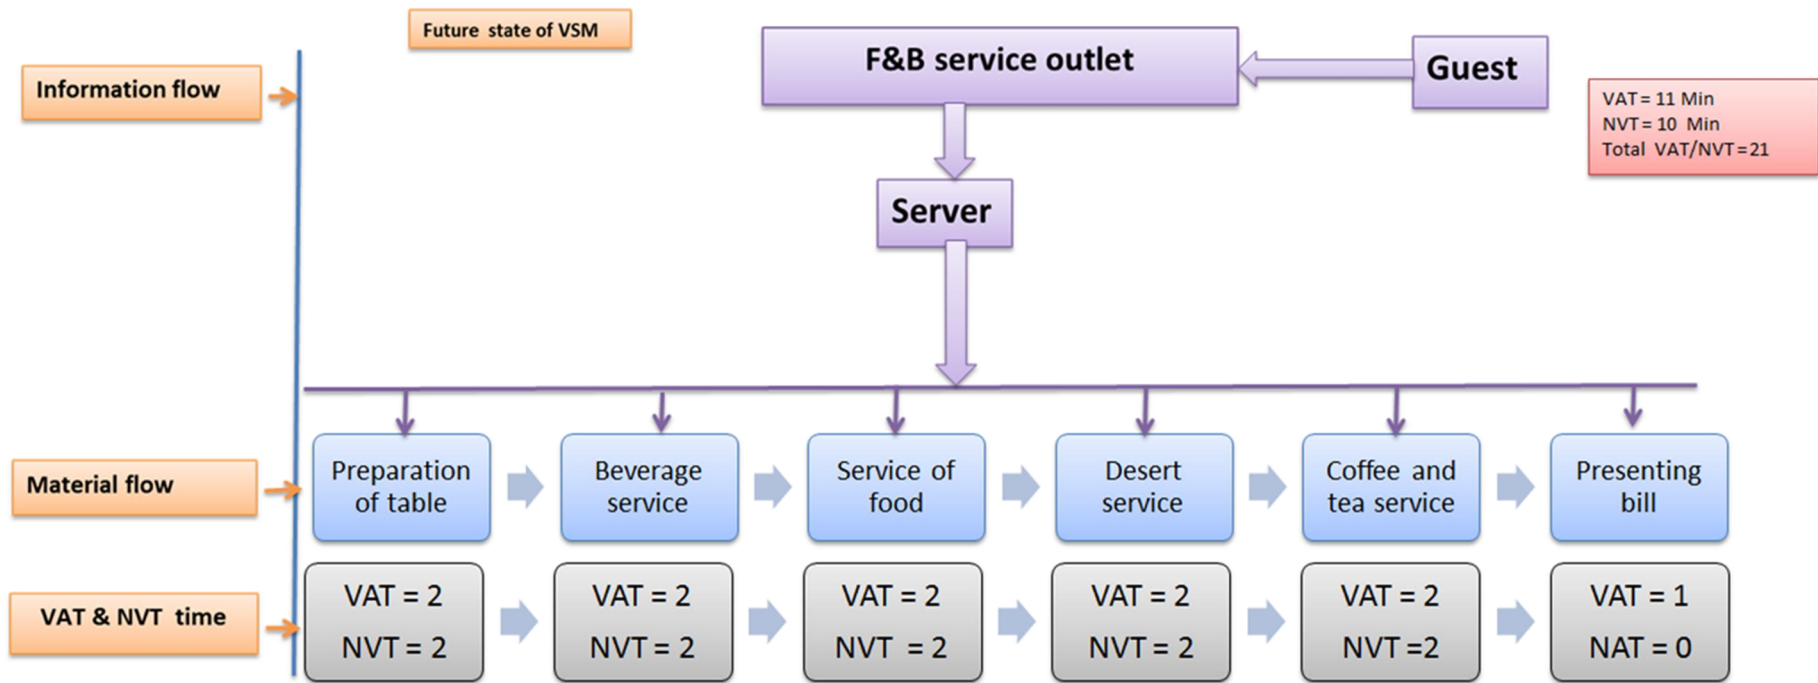 Future state of VSM
Information flow
F&B service outlet
Guest
VAT = 11 Min
NVT = 10 Min
Total VAT/NVT = 21
Server
Material flow
Preparation
of table
Beverage
service
Service of
food
Desert
service
Coffee and
tea service
Presenting
bill
VAT & NVT time
VAT = 2
NVT = 2
VAT = 2
NVT = 2
VAT = 2
NVT = 2
VAT = 2
NVT = 2
VAT = 2
NVT =2
VAT = 1
NAT = 0